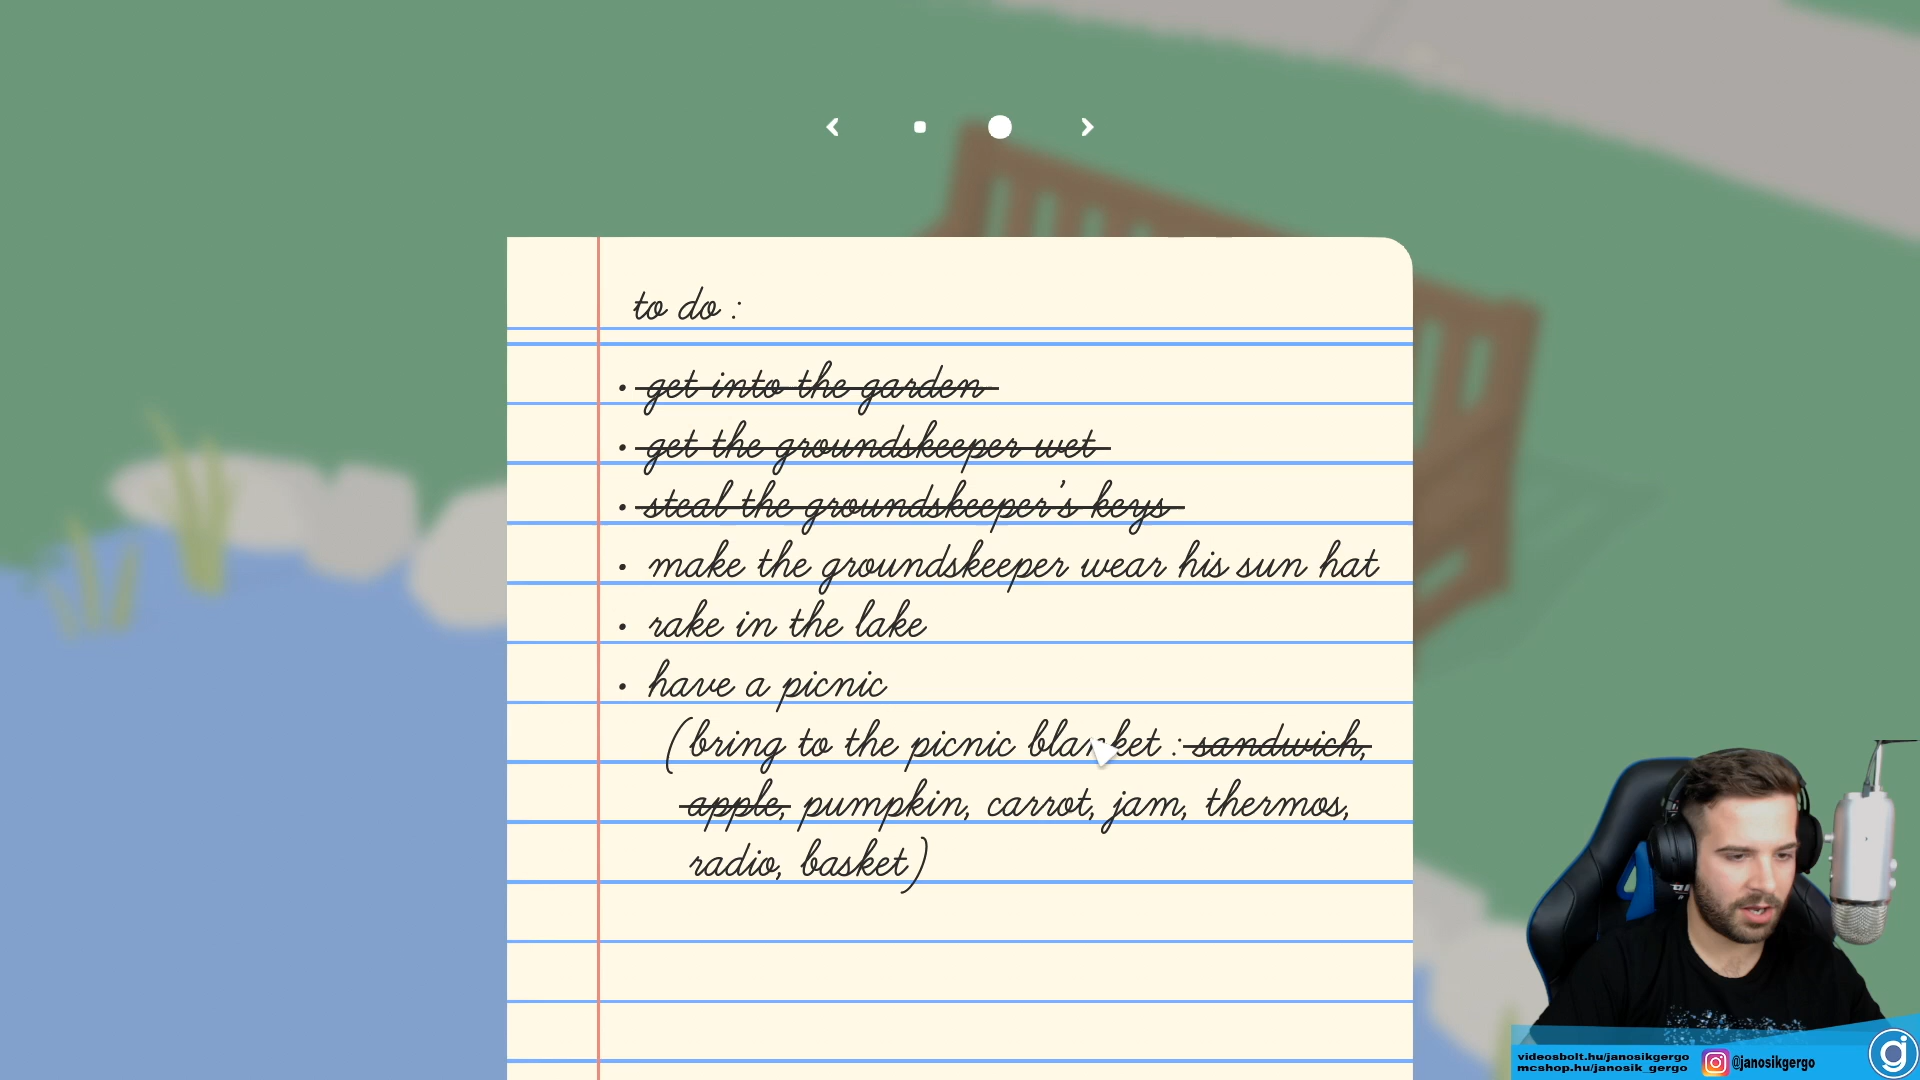 to do :
• get into the garden
• get the groundskeeper wet
• steal the groundskeeper's keys
• make the groundskeeper wear his sun hat
• rake in the lake
• have a picnic
(bring to the picnic blanket : sandwich,
apple, pumpkin, carrot, jam, thermos,
radio, basket)
videosbolt.hu/janosikgergo
mcshop.hu/janosik_gergo
@janosikgergo